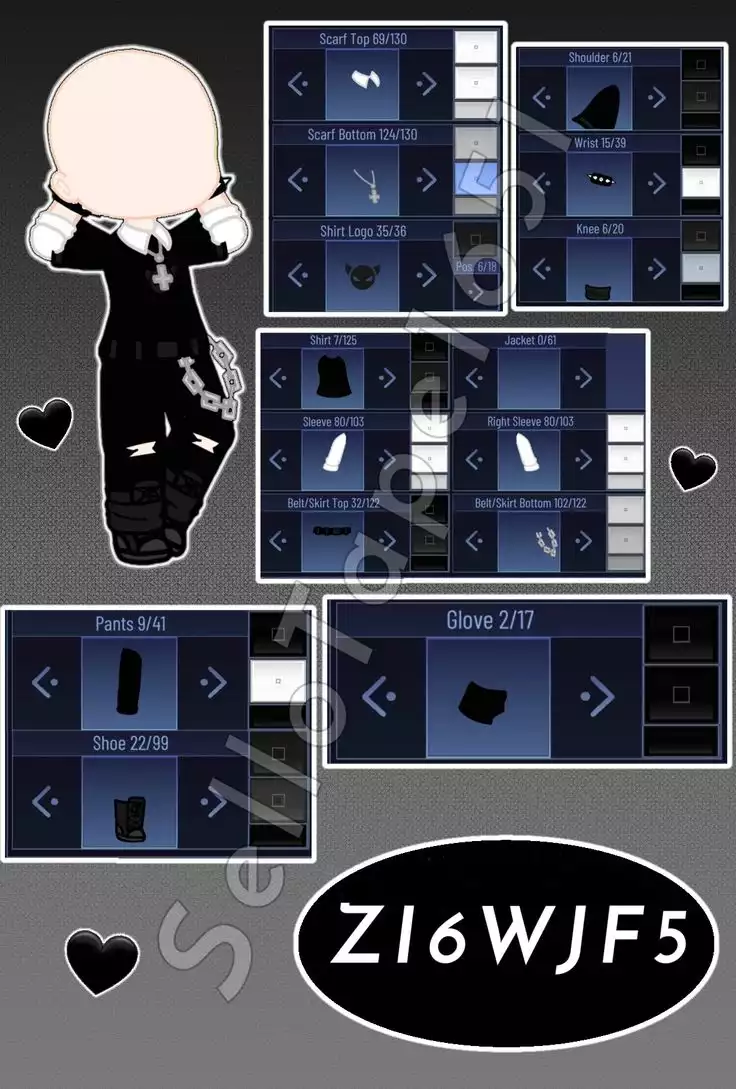 Scarf Top 69/130
Scarf Bottom 124/130
Shirt Logo 35/36
Pos. 6/18
Shoulder 6/21
Wrist 15/39
Knee 6/20
Shirt 7/125
Jacket 0/61
Sleeve 80/103
Right Sleeve 80/103
Belt/Skirt Top 32/122
Belt/Skirt Bottom 102/122
Pants 9/41
Shoe 22/99
Glove 2/17
SelloTape1651
ZI6WJF5